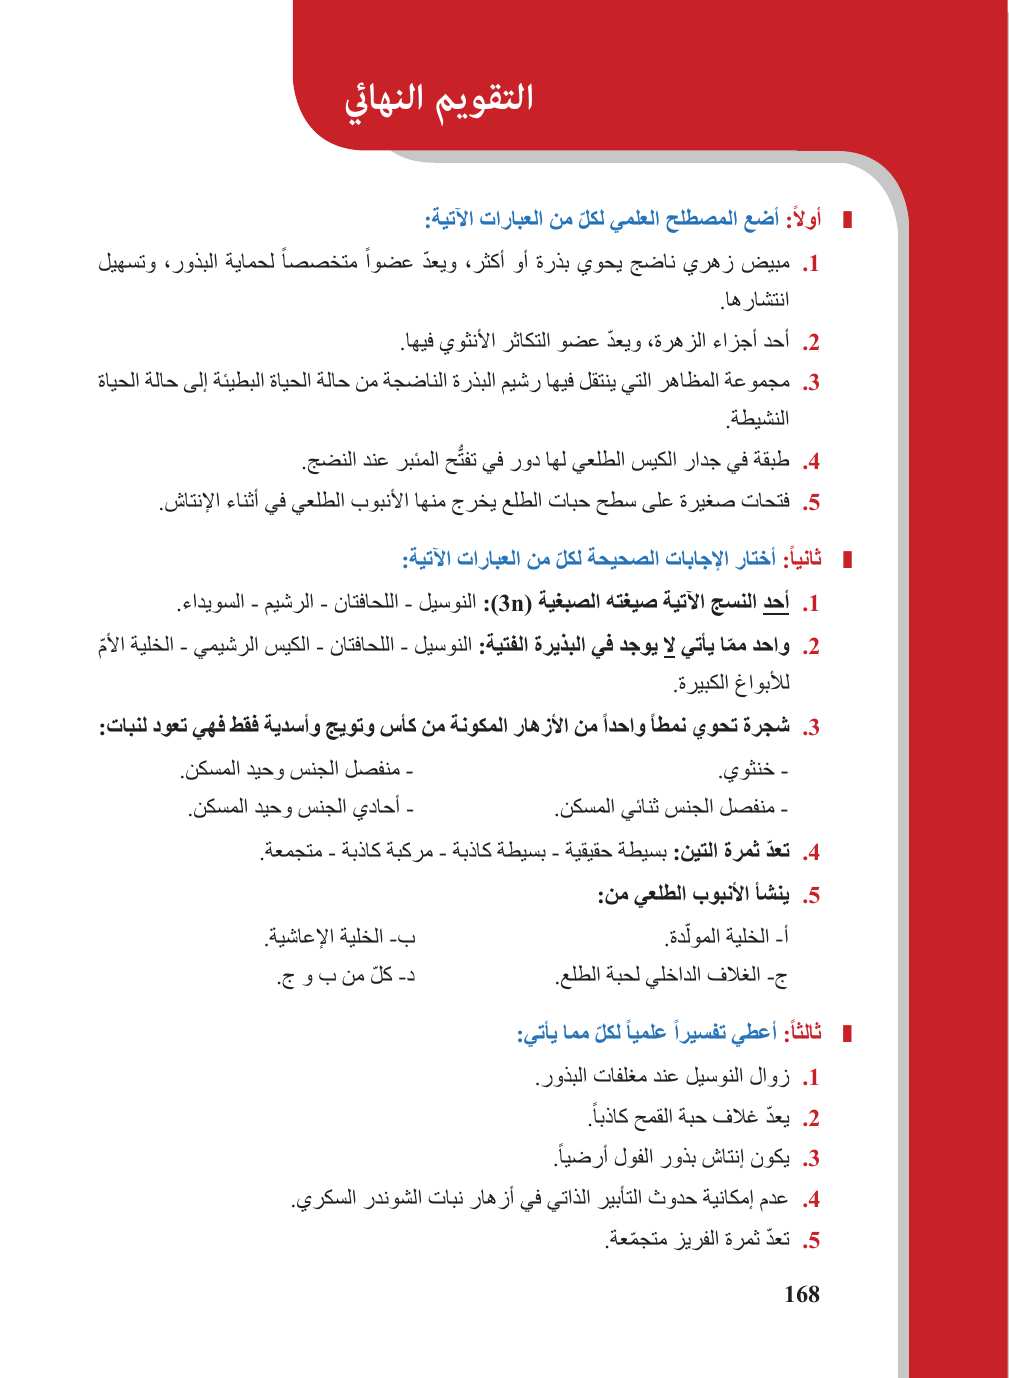 التقويم النهائي
أولاً: أضع المصطلح العلمي لكلّ من العبارات الآتية:
1. مبيض زهري ناضج يحوي بذرة أو أكثر، ويعدّ عضواً متخصصاً لحماية البذور، وتسهيل
انتشارها.
2. أحد أجزاء الزهرة، ويعدّ عضو التكاثر الأنثوي فيها.
3. مجموعة المظاهر التي ينتقل فيها رشيم البذرة الناضجة من حالة الحياة البطيئة إلى حالة الحياة
النشيطة.
4. طبقة في جدار الكيس الطلعي لها دور في تفتُّح المئبر عند النضج.
5. فتحات صغيرة على سطح حبات الطلع يخرج منها الأنبوب الطلعي في أثناء الإنتاش.
ثانياً: أختار الإجابات الصحيحة لكلّ من العبارات الآتية:
1. أحد النسج الآتية صيغته الصبغية (3n): النوسيل - اللحافتان - الرشيم - السويداء.
2. واحد ممّا يأتي لا يوجد في البذيرة الفتية: النوسيل - اللحافتان - الكيس الرشيمي - الخلية الأمّ
للأبواغ الكبيرة.
3. شجرة تحوي نمطاً واحداً من الأزهار المكونة من كأس وتويج وأسدية فقط فهي تعود لنبات:
- خنثوي. - منفصل الجنس وحيد المسكن.
- منفصل الجنس ثنائي المسكن. - أحادي الجنس وحيد المسكن.
4. تعدّ ثمرة التين: بسيطة حقيقية - بسيطة كاذبة - مركبة كاذبة - متجمعة.
5. ينشأ الأنبوب الطلعي من:
أ- الخلية المولّدة. ب- الخلية الإعاشية.
ج- الغلاف الداخلي لحبة الطلع. د- كلّ من ب و ج.
ثالثاً: أعطي تفسيراً علمياً لكلّ مما يأتي:
1. زوال النوسيل عند مغلفات البذور.
2. يعدّ غلاف حبة القمح كاذباً.
3. يكون إنتاش بذور الفول أرضياً.
4. عدم إمكانية حدوث التأبير الذاتي في أزهار نبات الشوندر السكري.
5. تعدّ ثمرة الفريز متجمّعة.
168